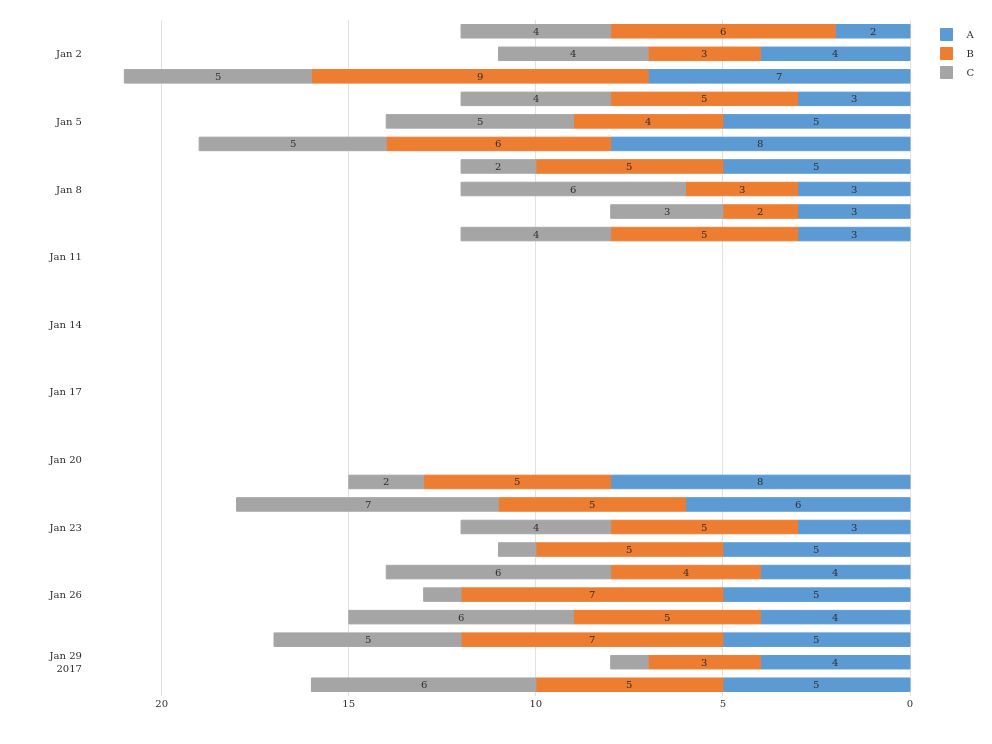 4 6 2 A
Jan 2 4 3 4 B
5 9 7 C
4 5 3
Jan 5 5 4 5
5 6 8
2 5 5
Jan 8 6 3 3
3 2 3
4 5 3
Jan 11
Jan 14
Jan 17
Jan 20
2 5 8
7 5 6
Jan 23 4 5 3
5 5
6 4 4
Jan 26 7 5
6 5 4
5 7 5
Jan 29
2017
3 4
6 5 5
20 15 10 5 0